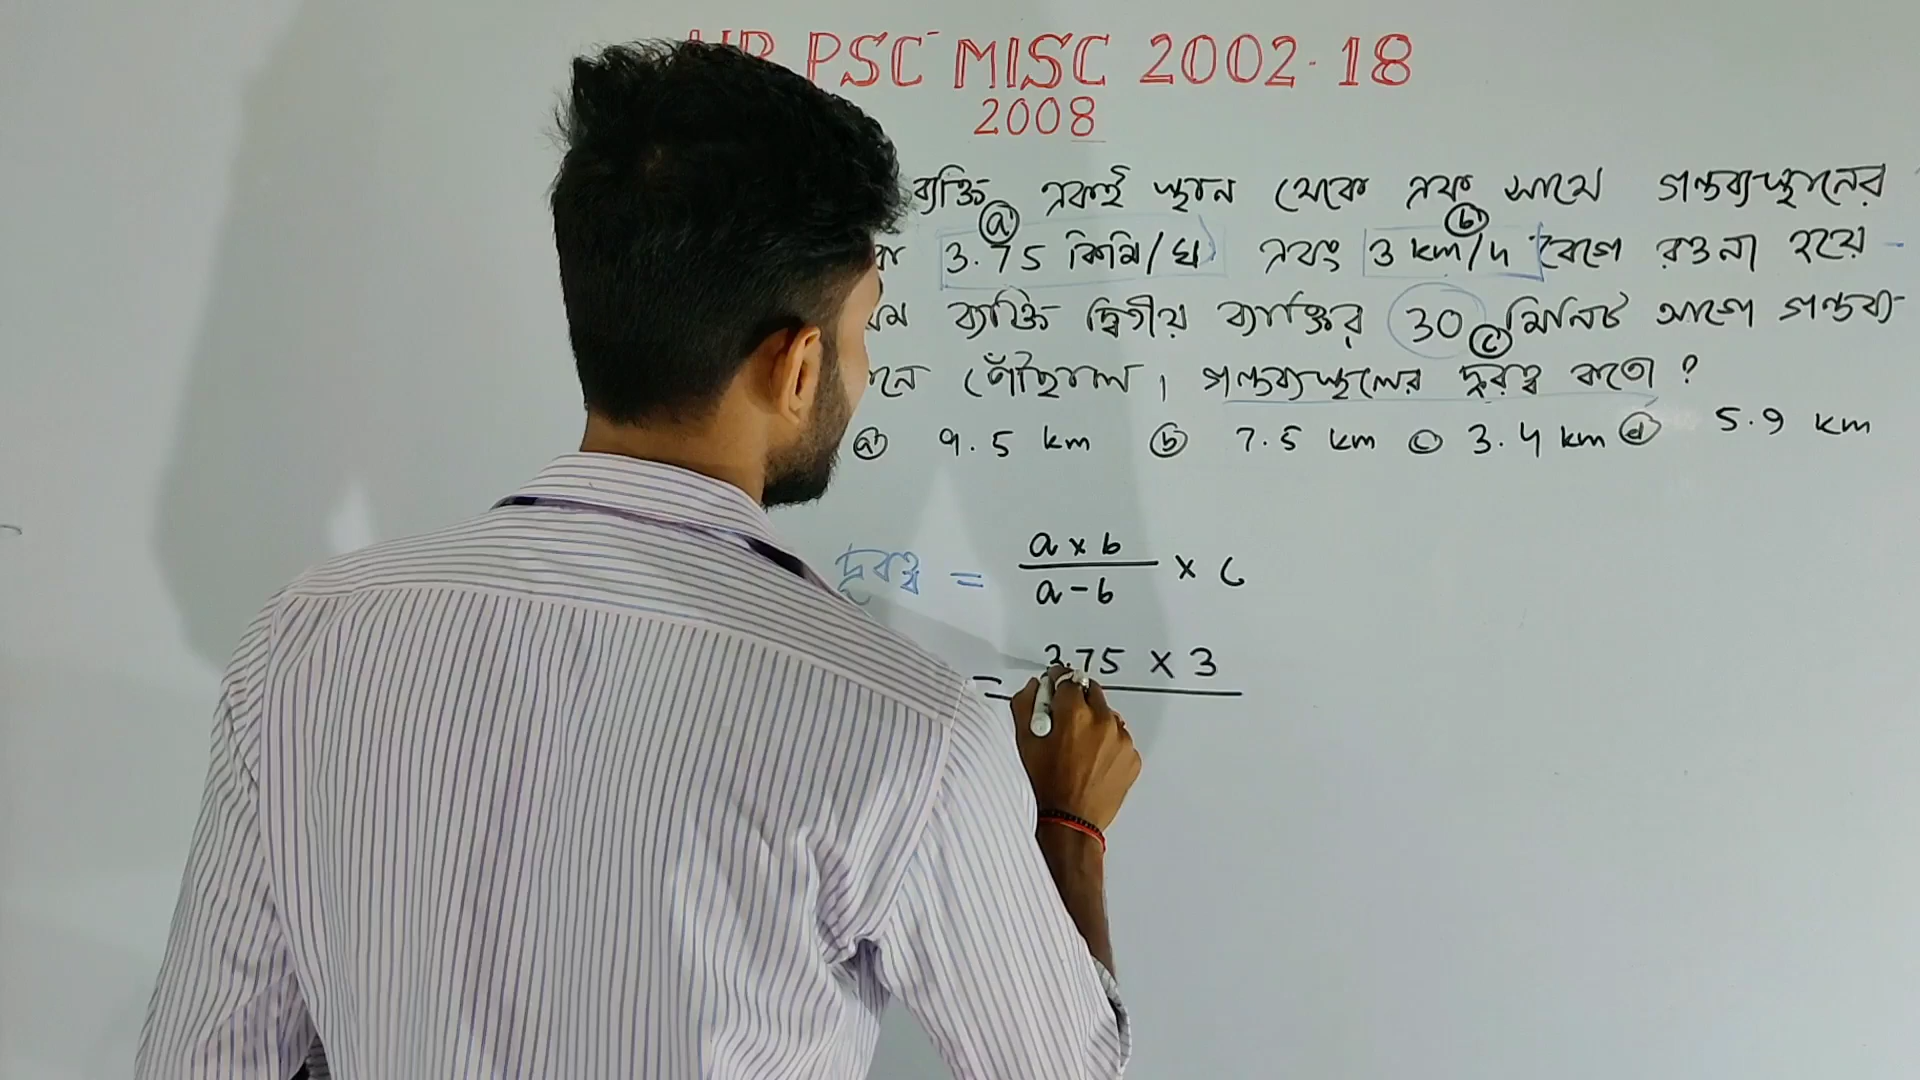 PSC MISC 2002-18
2008
ব্যক্তি একই স্থান থেকে এক সাথে গন্তব্যস্থানের
a b
3.75 কিমি/ঘ এবং 3 km/h বেগে রওনা হয়ে
ব্যক্তি দ্বিতীয় ব্যক্তির 30 c মিনিট আগে গন্তব্য-
নে পৌঁছাল। গন্তব্যস্থলের দূরত্ব কতো ?
a 9.5 km b 7.5 km c 3.4 km d 5.9 km
দূরত্ব = a × b / a - b × c
= 3.75 × 3